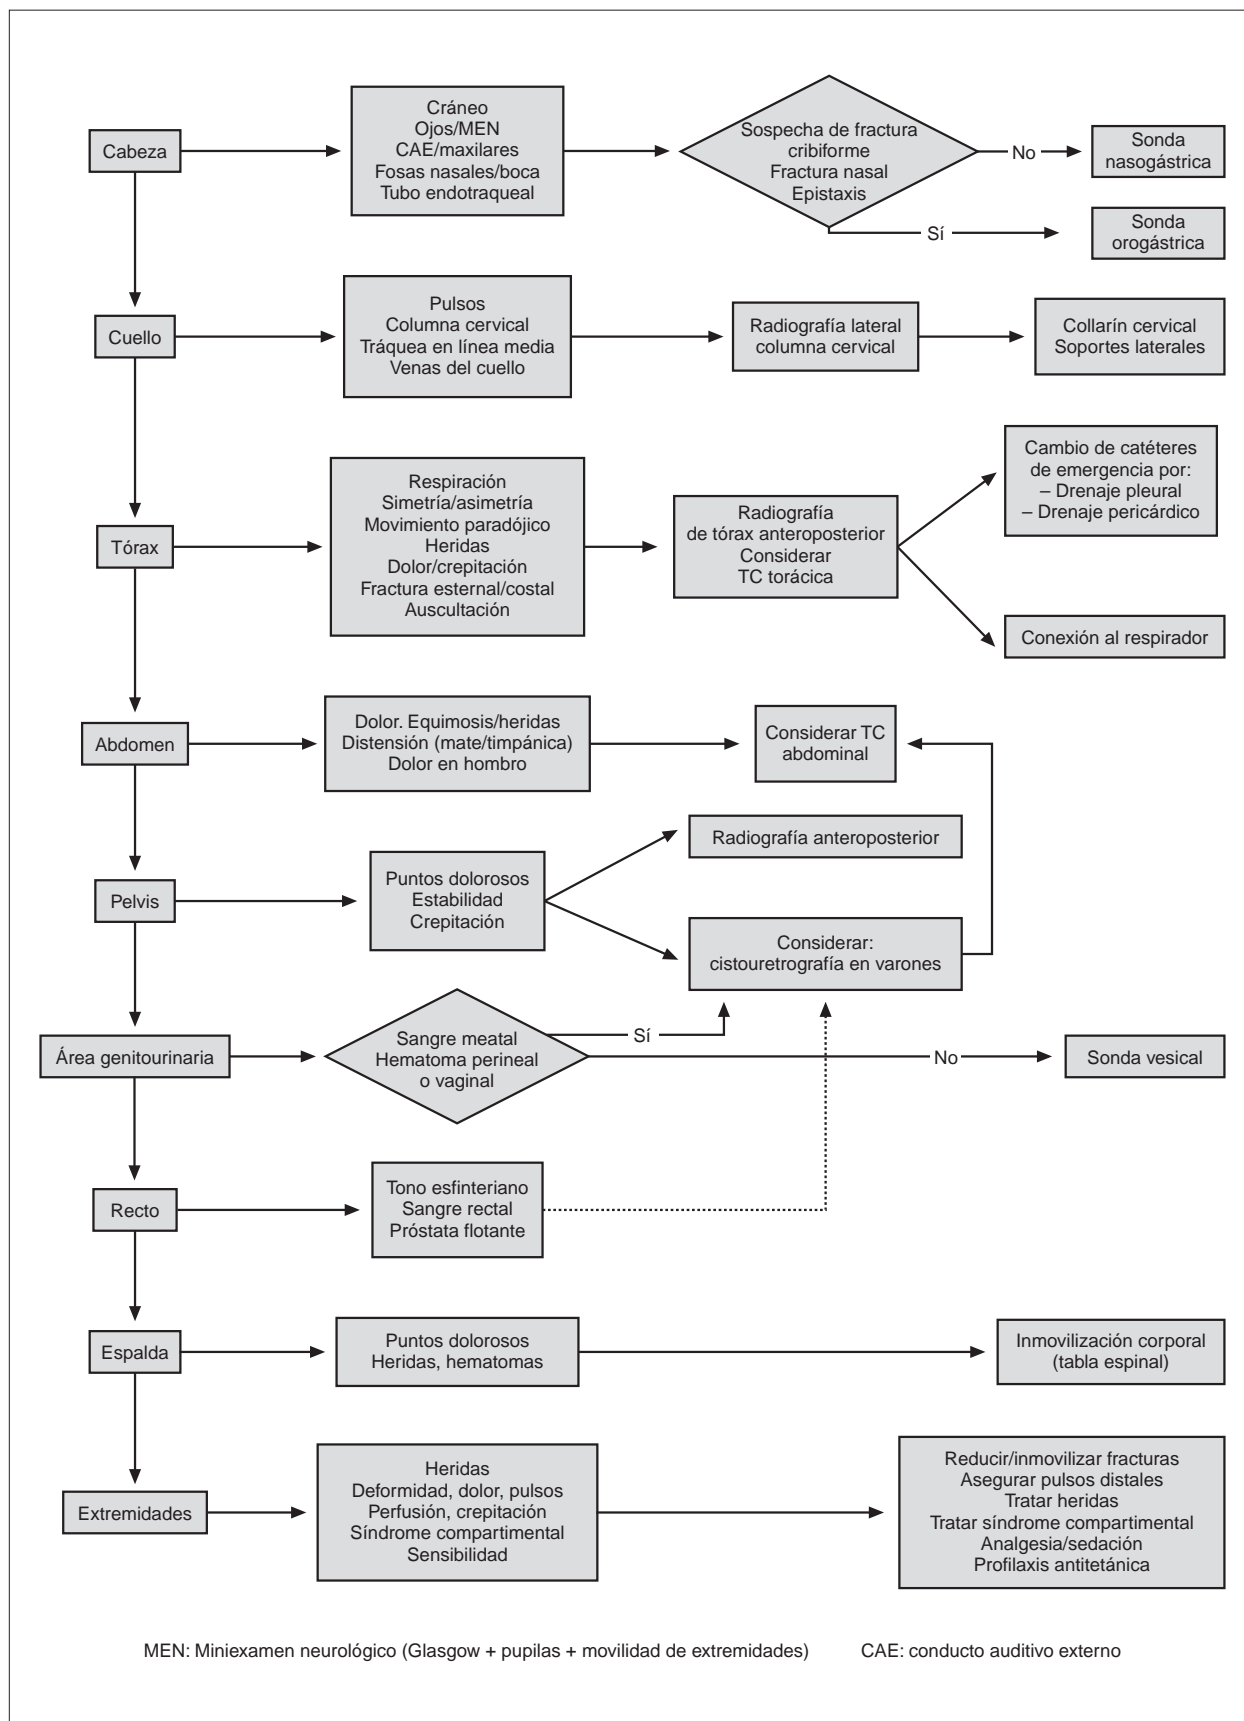 Cabeza
Cráneo
Ojos/MEN
CAE/maxilares
Fosas nasales/boca
Tubo endotraqueal
Sospecha de fractura
cribiforme
Fractura nasal
Epistaxis
No
Sonda
nasogástrica
Sí
Sonda
orogástrica
Cuello
Pulsos
Columna cervical
Tráquea en línea media
Venas del cuello
Radiografía lateral
columna cervical
Collarín cervical
Soportes laterales
Tórax
Respiración
Simetría/asimetría
Movimiento paradójico
Heridas
Dolor/crepitación
Fractura esternal/costal
Auscultación
Radiografía
de tórax anteroposterior
Considerar
TC torácica
Cambio de catéteres
de emergencia por:
– Drenaje pleural
– Drenaje pericárdico
Conexión al respirador
Abdomen
Dolor. Equimosis/heridas
Distensión (mate/timpánica)
Dolor en hombro
Considerar TC
abdominal
Pelvis
Puntos dolorosos
Estabilidad
Crepitación
Radiografía anteroposterior
Considerar:
cistouretrografía en varones
Área genitourinaria
Sangre meatal
Hematoma perineal
o vaginal
Sí
No
Sonda vesical
Recto
Tono esfinteriano
Sangre rectal
Próstata flotante
Espalda
Puntos dolorosos
Heridas, hematomas
Inmovilización corporal
(tabla espinal)
Extremidades
Heridas
Deformidad, dolor, pulsos
Perfusión, crepitación
Síndrome compartimental
Sensibilidad
Reducir/inmovilizar fracturas
Asegurar pulsos distales
Tratar heridas
Tratar síndrome compartimental
Analgesia/sedación
Profilaxis antitetánica
MEN: Miniexamen neurológico (Glasgow + pupilas + movilidad de extremidades) CAE: conducto auditivo externo